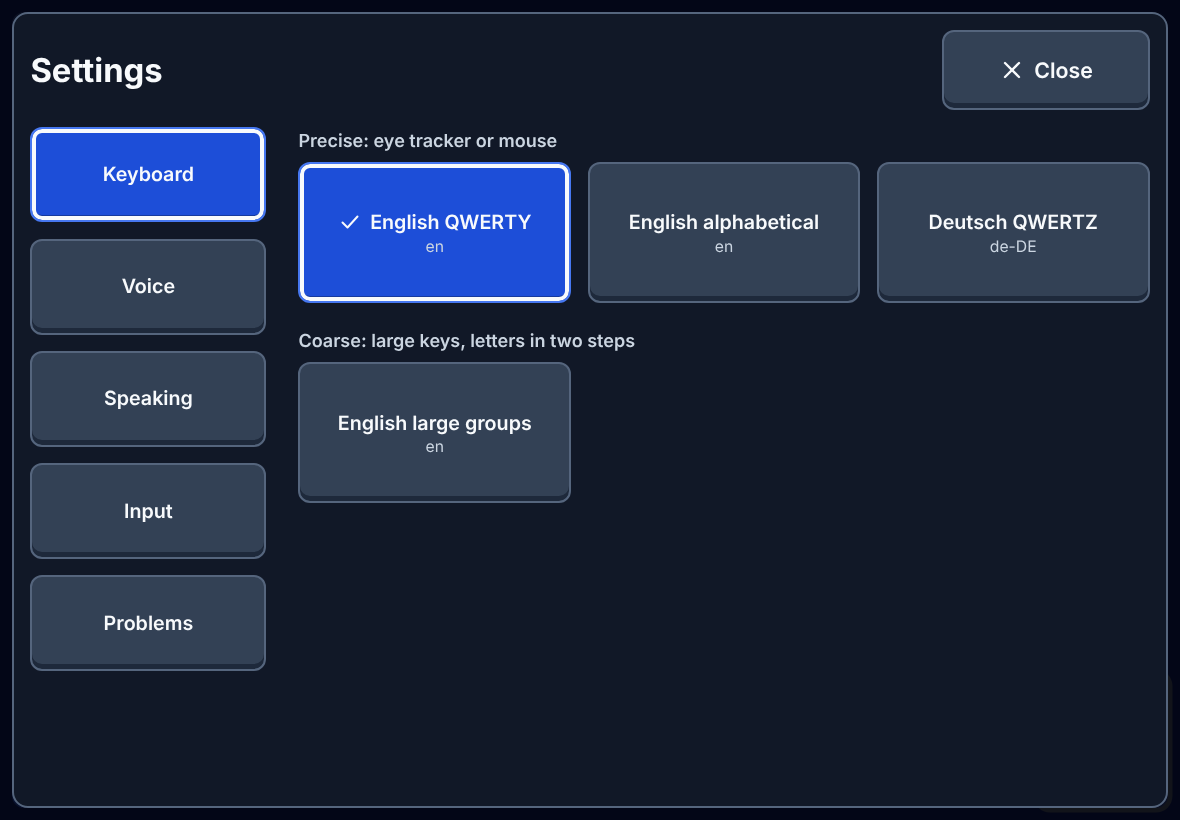 Settings
Close
Keyboard
Voice
Speaking
Input
Problems
Precise: eye tracker or mouse
English QWERTY
en
English alphabetical
en
Deutsch QWERTZ
de-DE
Coarse: large keys, letters in two steps
English large groups
en